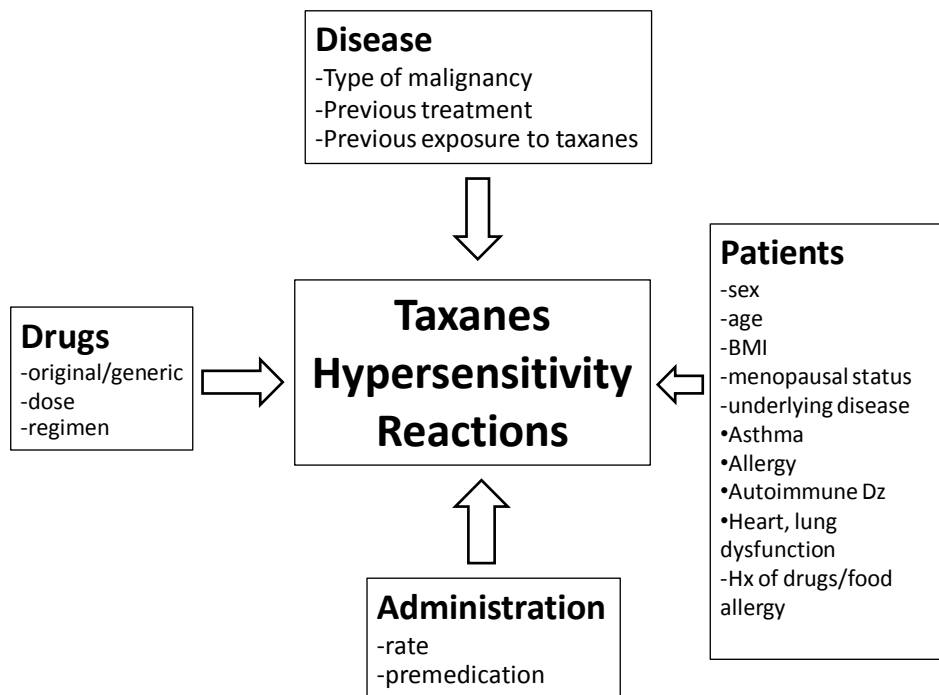 Disease
-Type of malignancy
-Previous treatment
-Previous exposure to taxanes
Drugs
-original/generic
-dose
-regimen
Taxanes
Hypersensitivity
Reactions
Patients
-sex
-age
-BMI
-menopausal status
-underlying disease
•Asthma
•Allergy
•Autoimmune Dz
•Heart, lung
dysfunction
-Hx of drugs/food
allergy
Administration
-rate
-premedication